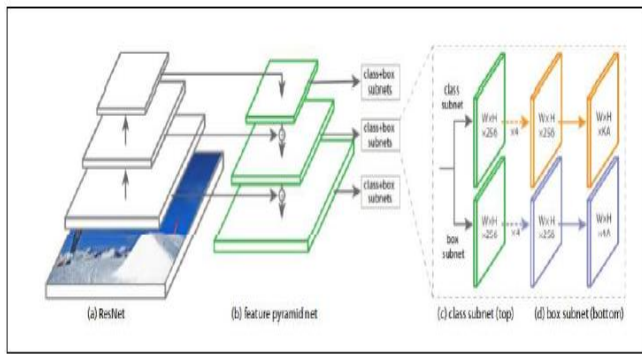 class+box
subnets
class+box
subnets
class+box
subnets
class
subnet
box
subnet
W×H
×256
×4
W×H
×256
W×H
×KA
W×H
×256
×4
W×H
×256
W×H
×4A
(a) ResNet
(b) feature pyramid net
(c) class subnet (top)
(d) box subnet (bottom)